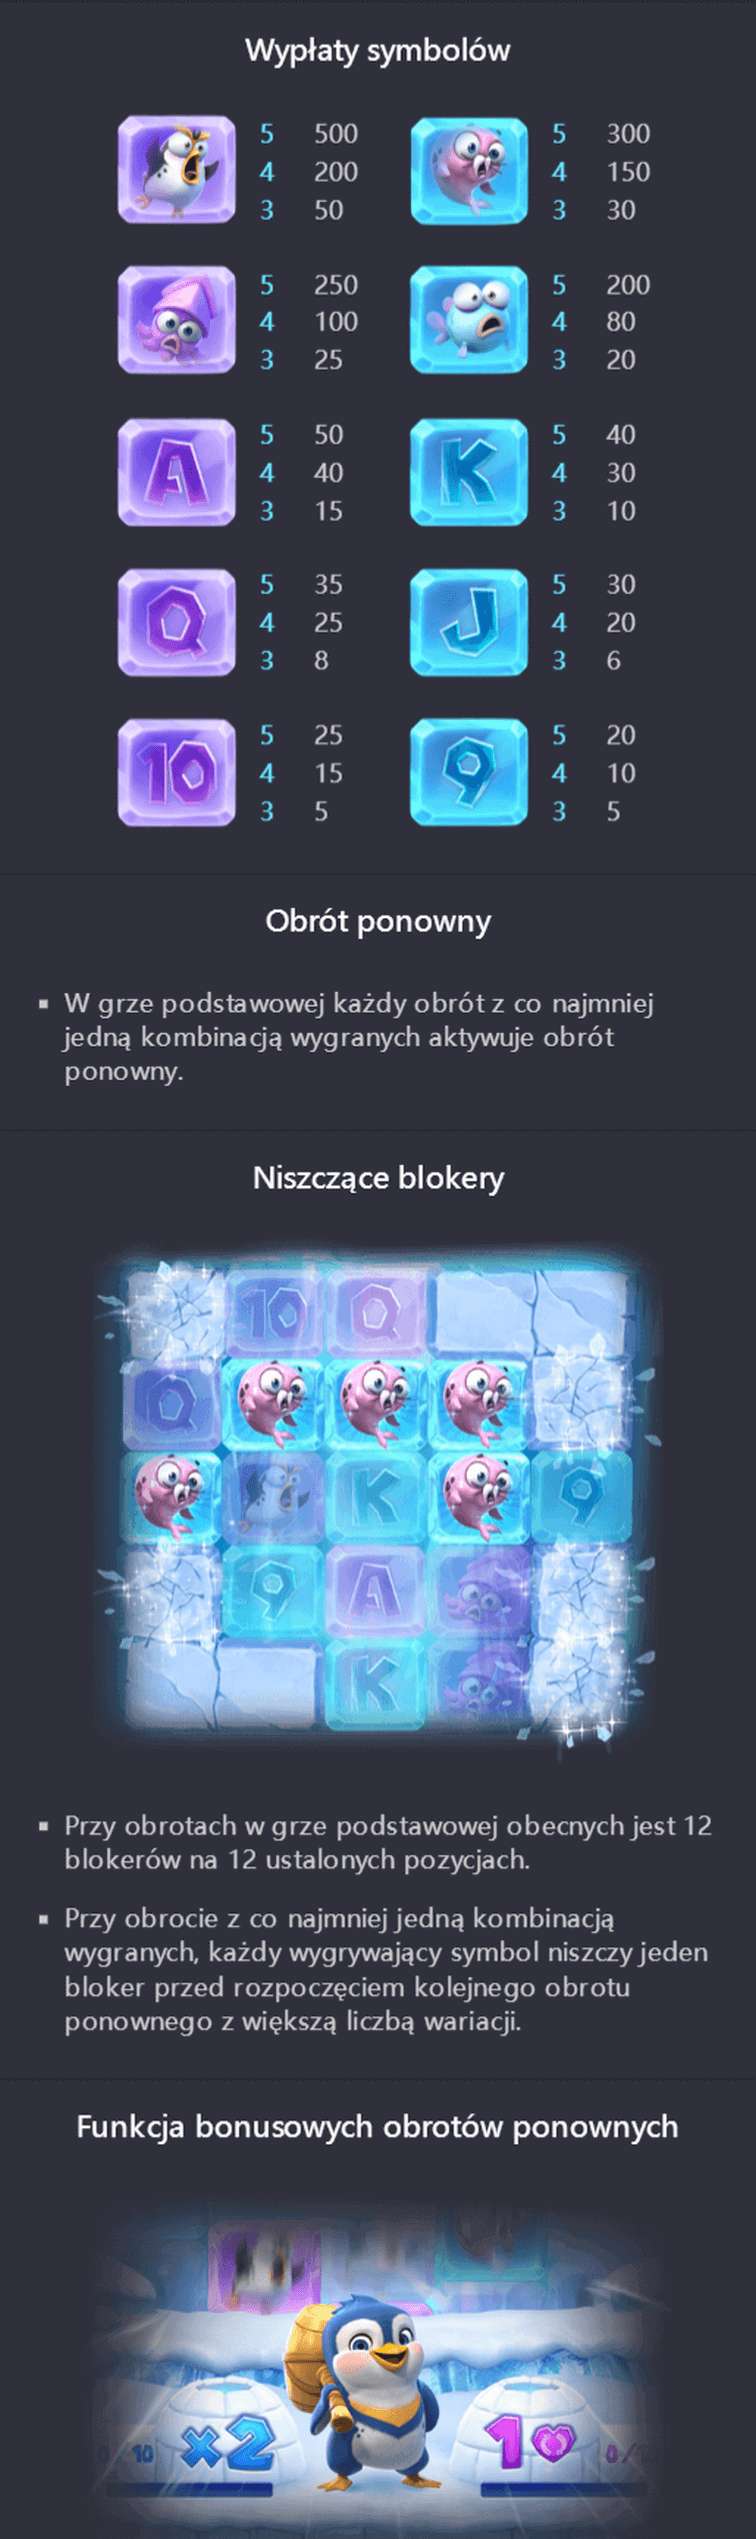 Wypłaty symbolów
5 500 5 300
4 200 4 150
3 50 3 30
5 250 5 200
4 100 4 80
3 25 3 20
A 5 50 K 5 40
4 40 4 30
3 15 3 10
Q 5 35 J 5 30
4 25 4 20
3 8 3 6
10 5 25 9 5 20
4 15 4 10
3 5 3 5
Obrót ponowny
▪ W grze podstawowej każdy obrót z co najmniej
jedną kombinacją wygranych aktywuje obrót
ponowny.
Niszczące blokery
10 Q
Q
K 9
9 A
K
▪ Przy obrotach w grze podstawowej obecnych jest 12
blokerów na 12 ustalonych pozycjach.
▪ Przy obrocie z co najmniej jedną kombinacją
wygranych, każdy wygrywający symbol niszczy jeden
bloker przed rozpoczęciem kolejnego obrotu
ponownego z większą liczbą wariacji.
Funkcja bonusowych obrotów ponownych
/10 x2 1 0/